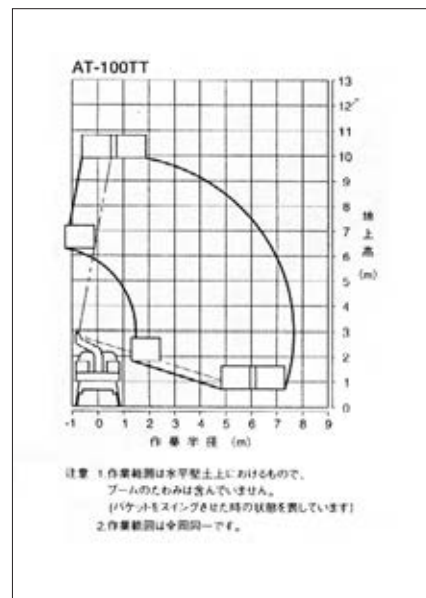 AT-100TT
13
12
11
10
9
8
7
6
5
4
3
2
1
0
地上高
(m)
-1 0 1 2 3 4 5 6 7 8 9
作業半径 (m)
注意 1.作業範囲は水平堅土上におけるもので、
ブームのたわみは含んでいません。
(バケットをスイングさせた時の状態を表しています)
2.作業範囲は全周同一です。